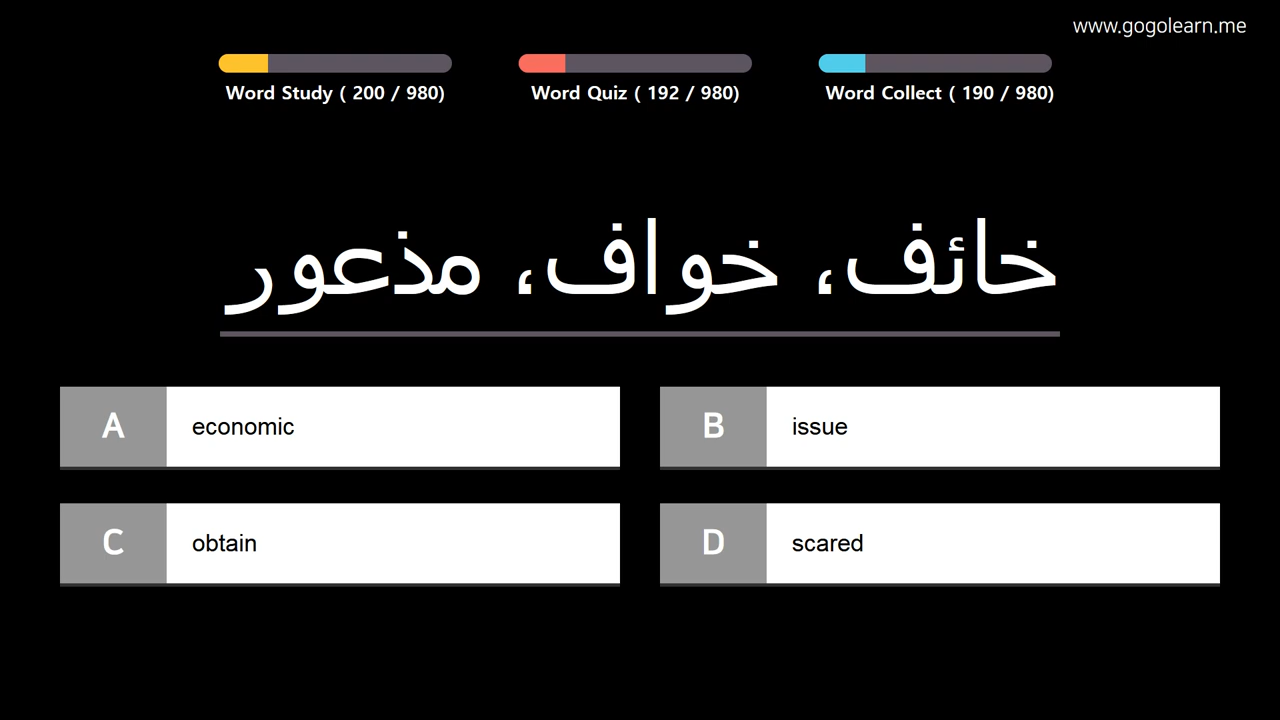 www.gogolearn.me
Word Study ( 200 / 980)
Word Quiz ( 192 / 980)
Word Collect ( 190 / 980)
خائف، خواف، مذعور
A economic
B issue
C obtain
D scared